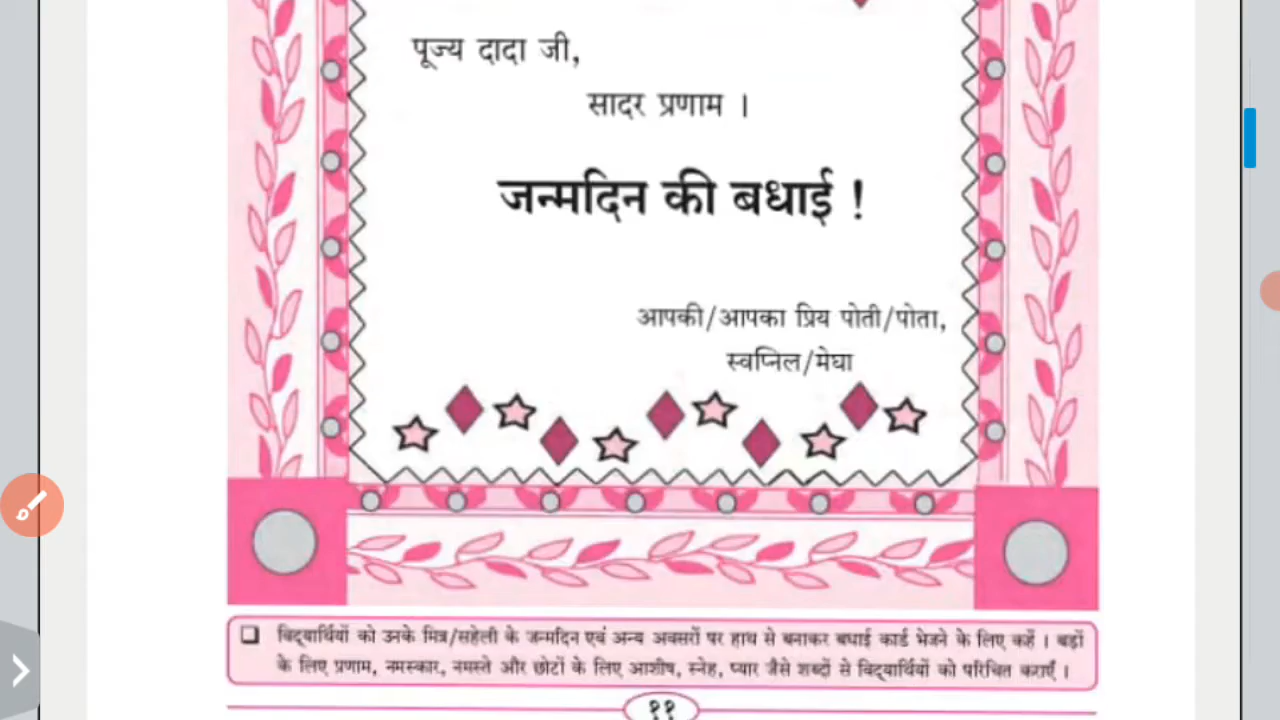 पूज्य दादा जी,
सादर प्रणाम ।
जन्मदिन की बधाई !
आपकी/आपका प्रिय पोती/पोता,
स्वप्निल/मेघा
❑ विद्‌यार्थियों को उनके मित्र/सहेली के जन्मदिन एवं अन्य अवसरों पर हाथ से बनाकर बधाई कार्ड भेजने के लिए कहें । बड़ों
के लिए प्रणाम, नमस्कार, नमस्ते और छोटों के लिए आशीष, स्नेह, प्यार जैसे शब्दों से विद्‌यार्थियों को परिचित कराएँ ।
११